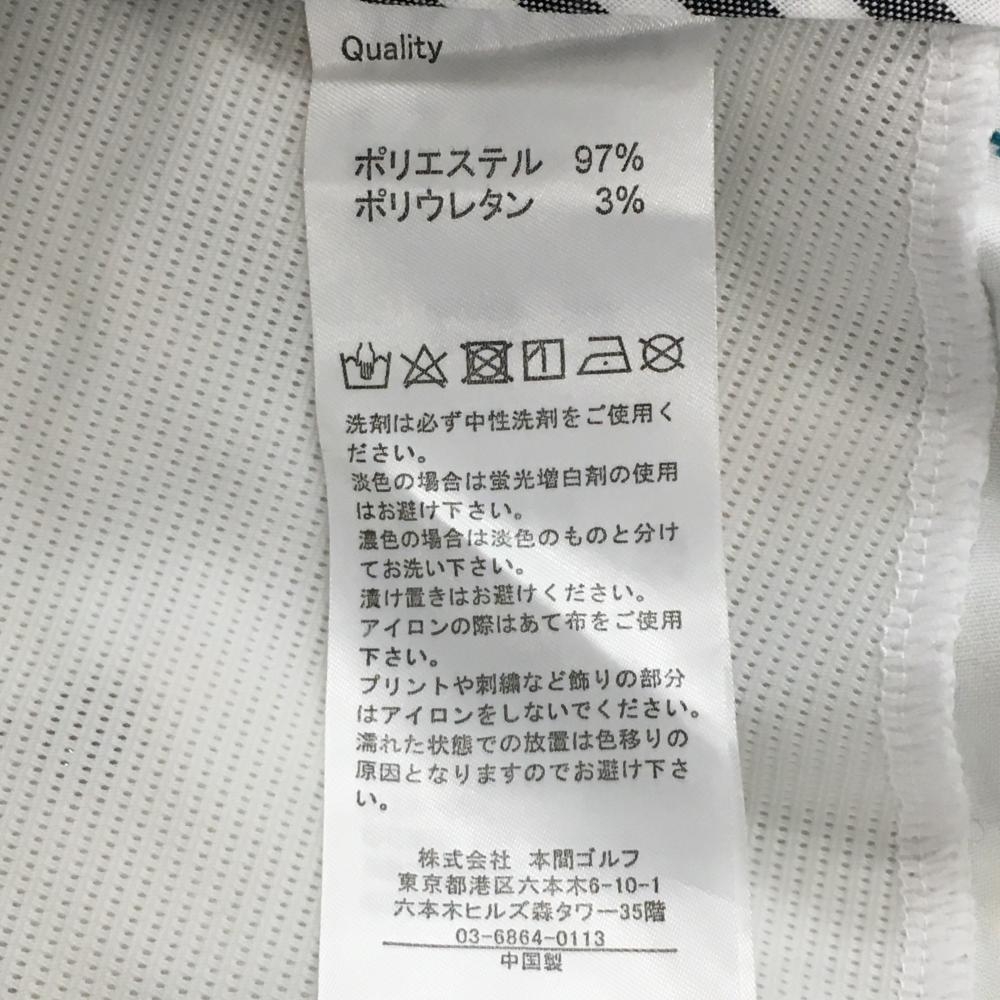 Quality
ポリエステル 97%
ポリウレタン 3%
洗剤は必ず中性洗剤をご使用く
ださい。
淡色の場合は蛍光増白剤の使用
はお避け下さい。
濃色の場合は淡色のものと分け
てお洗い下さい。
漬け置きはお避けください。
アイロンの際はあて布をご使用
下さい。
プリントや刺繍など飾りの部分
はアイロンをしないでください。
濡れた状態での放置は色移りの
原因となりますのでお避け下さ
い。
株式会社 本間ゴルフ
東京都港区六本木6-10-1
六本木ヒルズ森タワー35階
03-6864-0113
中国製